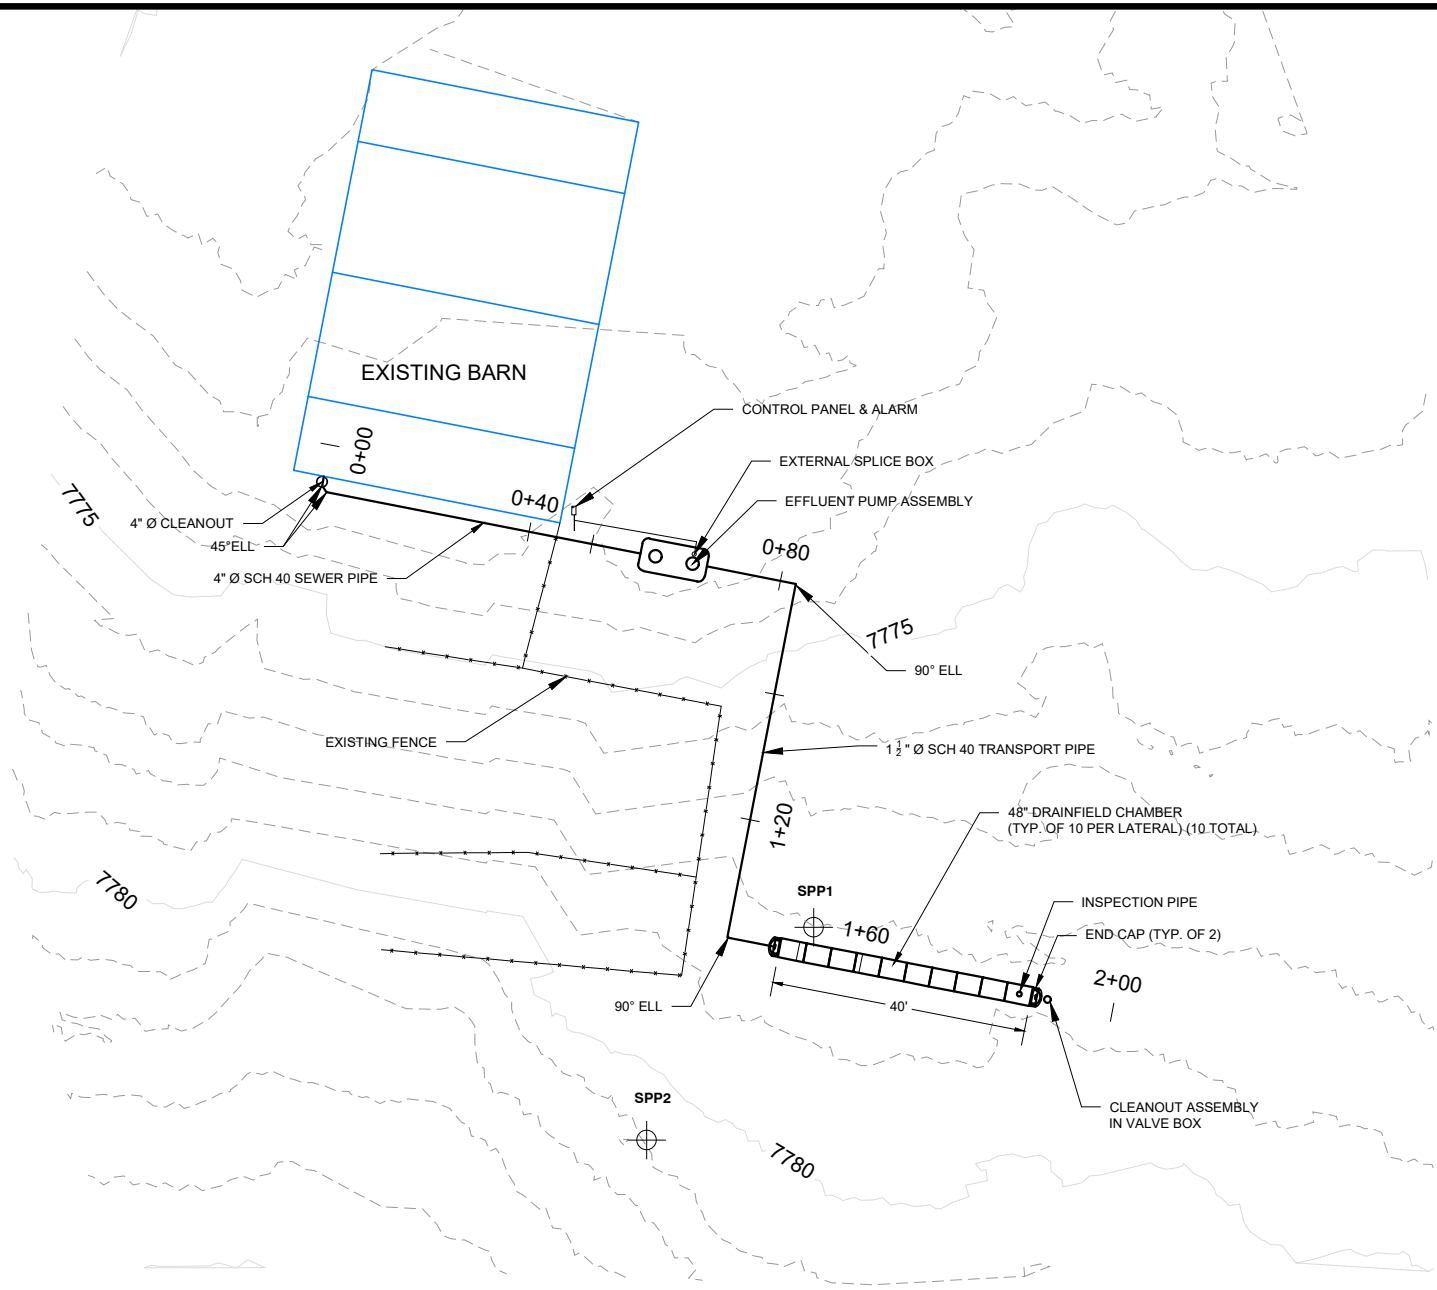 EXISTING BARN
CONTROL PANEL & ALARM
0+00
EXTERNAL SPLICE BOX
0+40
EFFLUENT PUMP ASSEMBLY
7775
4" Ø CLEANOUT
45°ELL
0+80
4" Ø SCH 40 SEWER PIPE
7775
90° ELL
EXISTING FENCE
1 1/2" Ø SCH 40 TRANSPORT PIPE
48" DRAINFIELD CHAMBER
(TYP. OF 10 PER LATERAL) (10 TOTAL)
1+20
7780
SPP1
INSPECTION PIPE
1+60
END CAP (TYP. OF 2)
2+00
90° ELL
40'
SPP2
CLEANOUT ASSEMBLY
IN VALVE BOX
7780